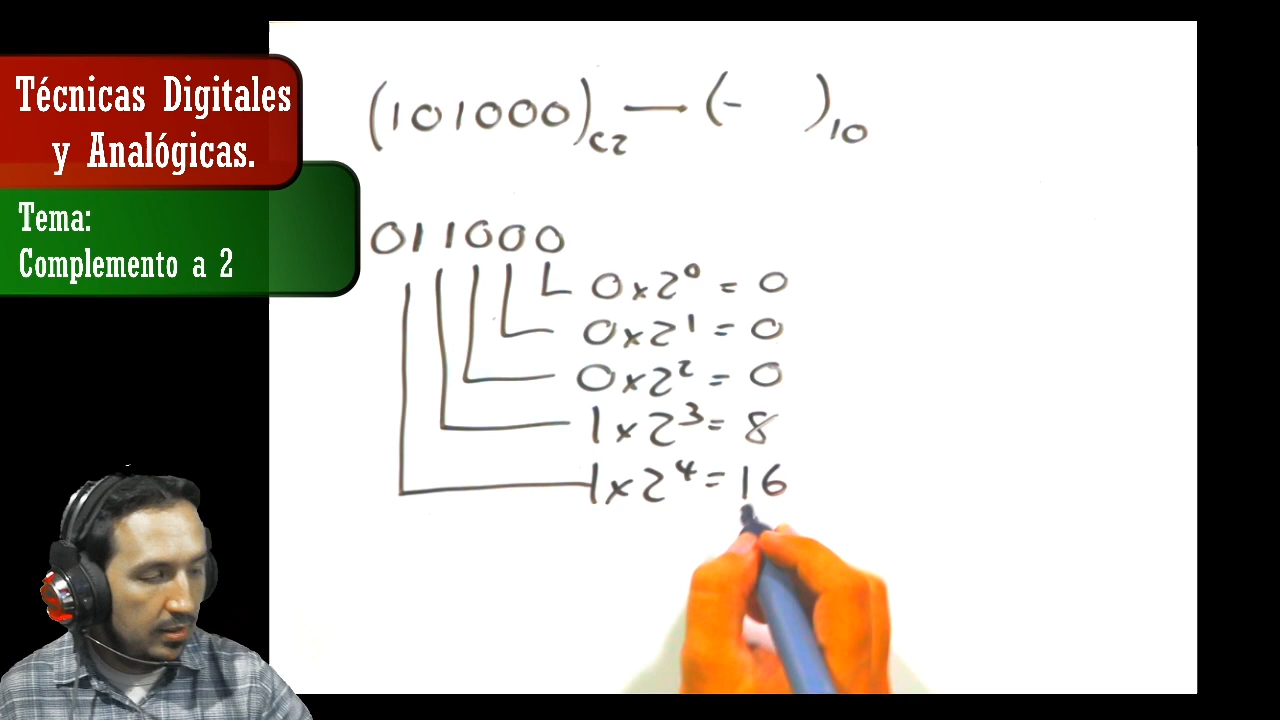 Técnicas Digitales
y Analógicas.
Tema:
Complemento a 2
(101000)C2 — (-    )10
011000
0x2⁰ = 0
0x2¹ = 0
0x2² = 0
1x2³= 8
1x2⁴=16